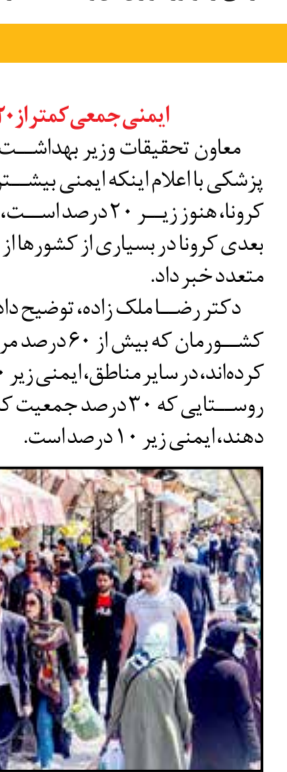 ایمنی جمعی کمتر از ۲۰
معاون تحقیقات وزیر بهداشت
پزشکی با اعلام اینکه ایمنی بیشتر
کرونا، هنوز زیر ۲۰ درصد است،
بعدی کرونا در بسیاری از کشورها از
متعدد خبر داد.
دکتر رضا ملک زاده، توضیح داد
کشورمان که بیش از ۶۰ درصد مر
کرده‌اند، در سایر مناطق، ایمنی زیر
روستایی که ۳۰ درصد جمعیت ک
دهند، ایمنی زیر ۱۰ درصد است.